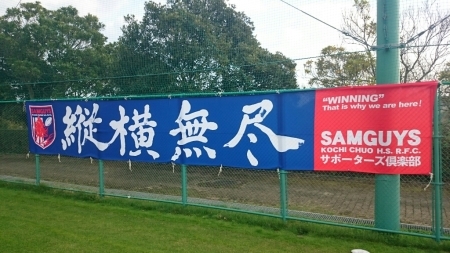 縦横無尽
"WINNING"
That is why we are here!
SAMGUYS
KOCHI CHUO H.S. R.F.C.
サポーターズ倶楽部